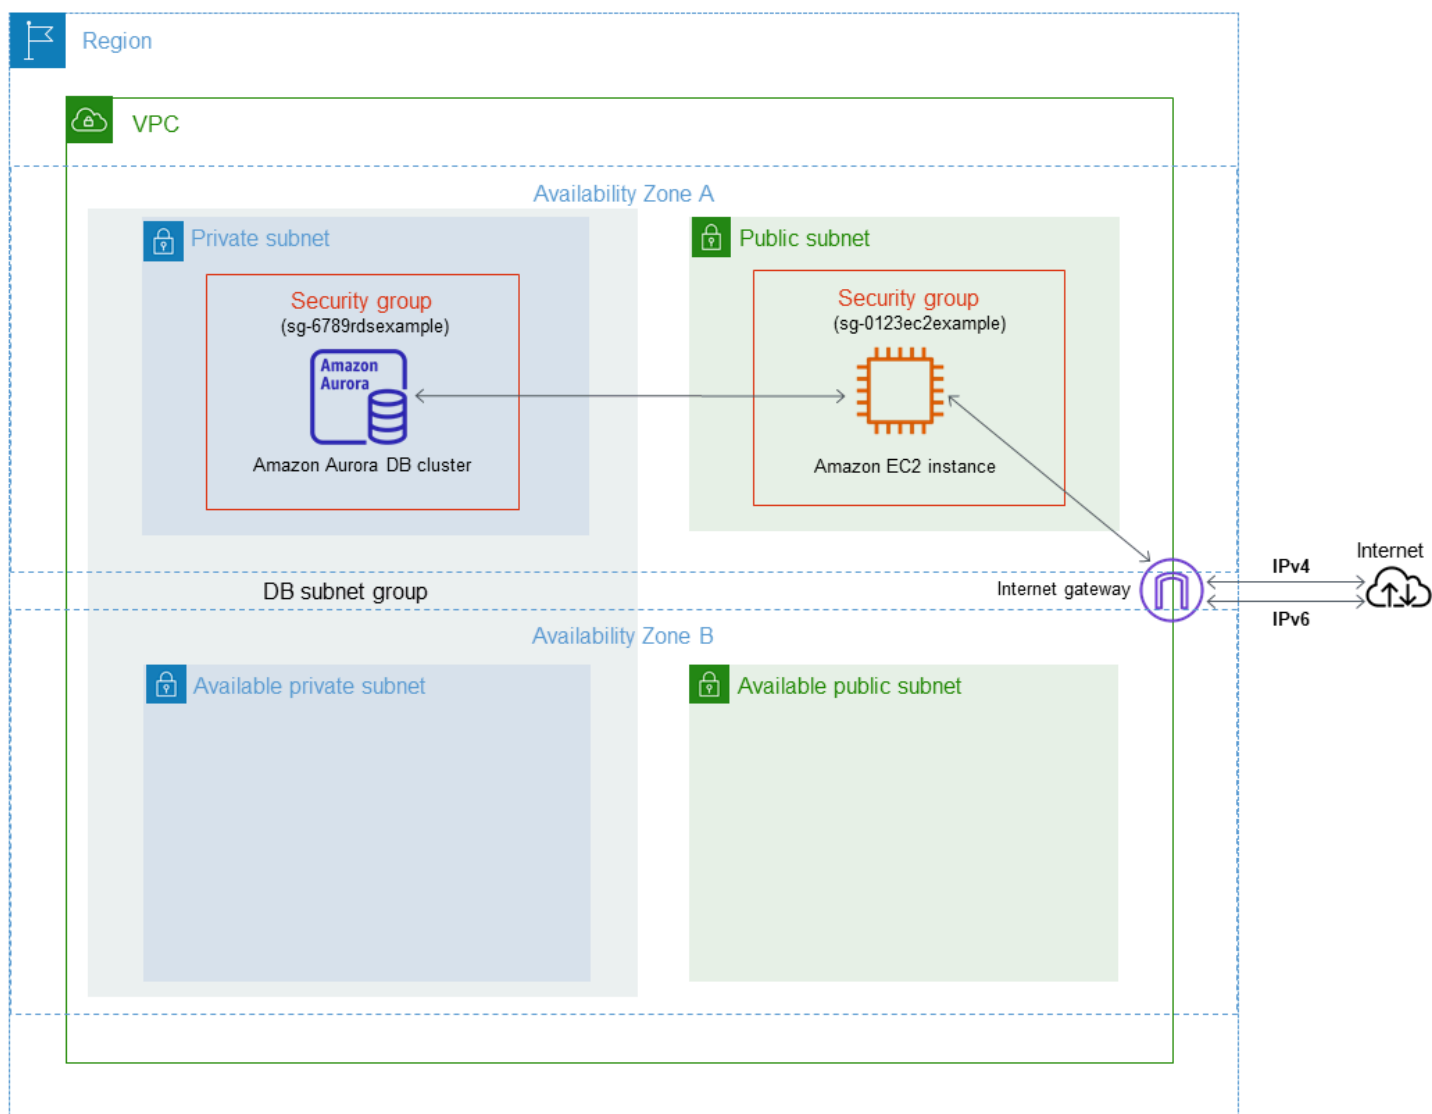 Region
VPC
Availability Zone A
Private subnet
Public subnet
Security group
(sg-6789rdsexample)
Amazon
Aurora
Amazon Aurora DB cluster
Security group
(sg-0123ec2example)
Amazon EC2 instance
DB subnet group
Internet gateway
IPv4
IPv6
Internet
Availability Zone B
Available private subnet
Available public subnet